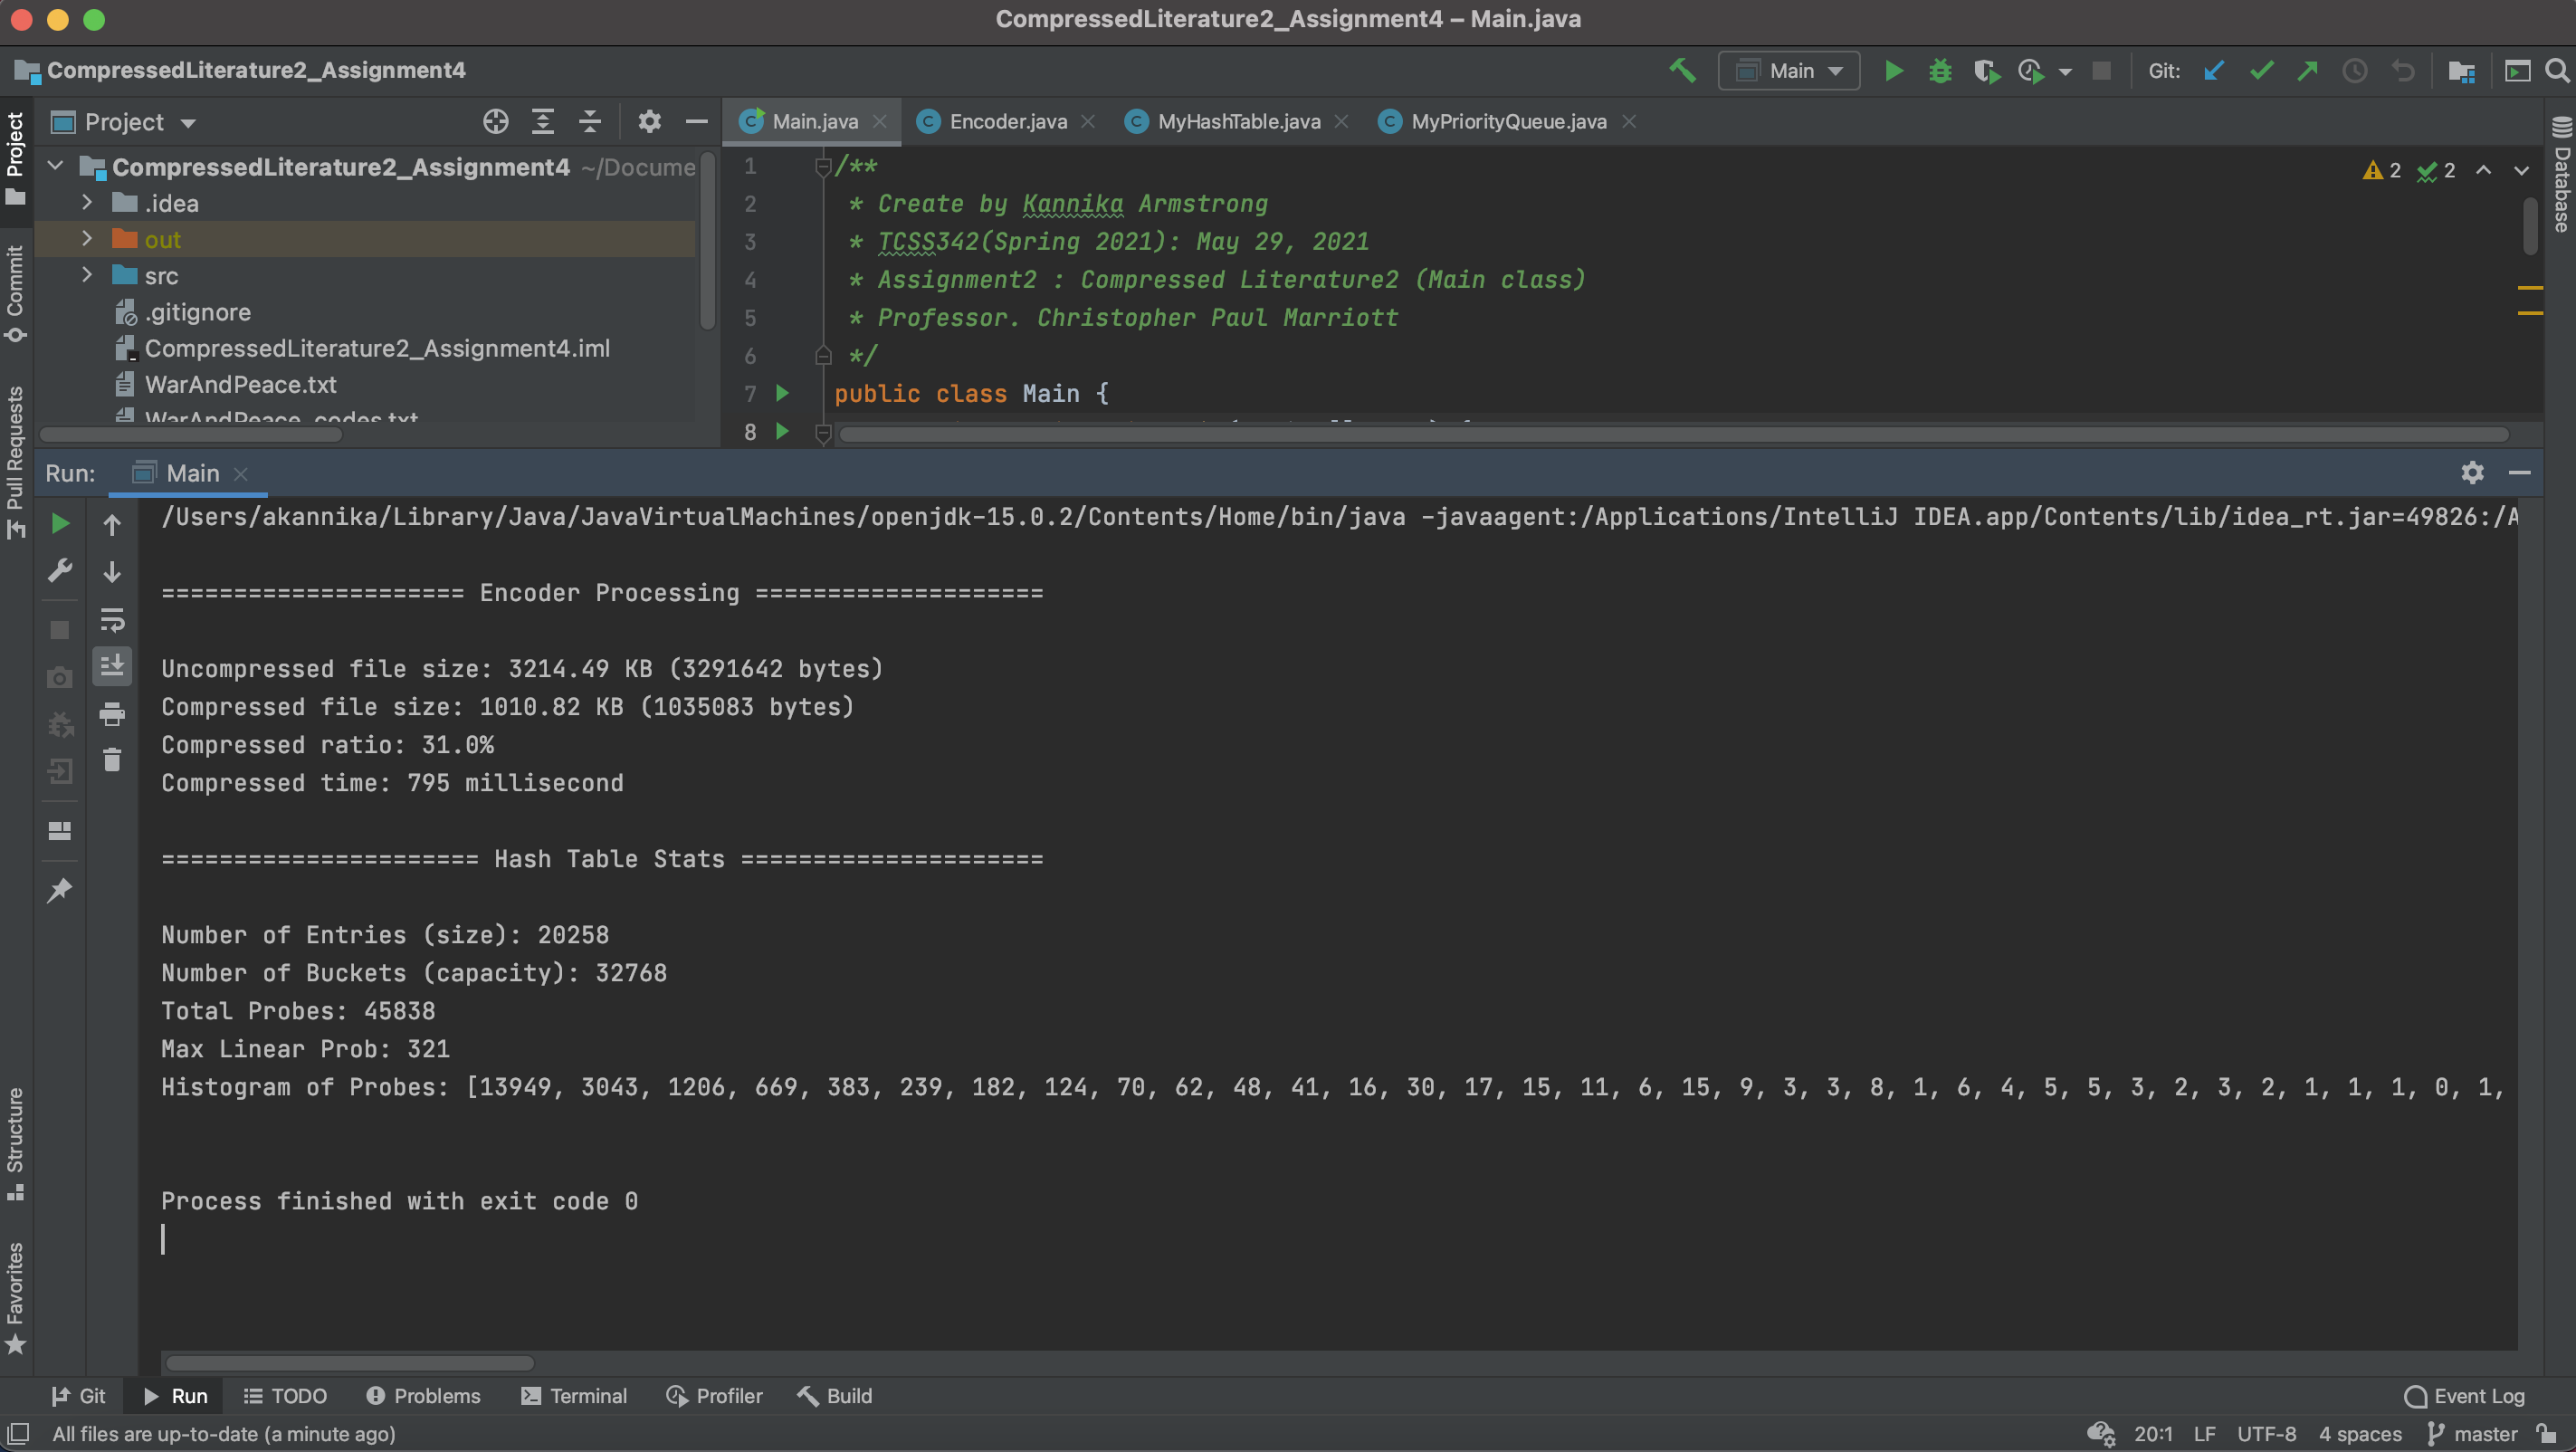 CompressedLiterature2_Assignment4 – Main.java
CompressedLiterature2_Assignment4
Main
Git:
Project
Main.java
Encoder.java
MyHashTable.java
MyPriorityQueue.java
Project
Commit
Pull Requests
Structure
Favorites
Database
CompressedLiterature2_Assignment4 ~/Docume
.idea
out
src
.gitignore
CompressedLiterature2_Assignment4.iml
WarAndPeace.txt
WarAndPeace_codes.txt
2 2
1 /**
2 * Create by Kannika Armstrong
3 * TCSS342(Spring 2021): May 29, 2021
4 * Assignment2 : Compressed Literature2 (Main class)
5 * Professor. Christopher Paul Marriott
6 */
7 public class Main {
8
Run: Main
/Users/akannika/Library/Java/JavaVirtualMachines/openjdk-15.0.2/Contents/Home/bin/java -javaagent:/Applications/IntelliJ IDEA.app/Contents/lib/idea_rt.jar=49826:/A
===================== Encoder Processing ====================
Uncompressed file size: 3214.49 KB (3291642 bytes)
Compressed file size: 1010.82 KB (1035083 bytes)
Compressed ratio: 31.0%
Compressed time: 795 millisecond
====================== Hash Table Stats =====================
Number of Entries (size): 20258
Number of Buckets (capacity): 32768
Total Probes: 45838
Max Linear Prob: 321
Histogram of Probes: [13949, 3043, 1206, 669, 383, 239, 182, 124, 70, 62, 48, 41, 16, 30, 17, 15, 11, 6, 15, 9, 3, 3, 8, 1, 6, 4, 5, 5, 3, 2, 3, 2, 1, 1, 1, 0, 1,
Process finished with exit code 0
Git
Run
TODO
Problems
Terminal
Profiler
Build
Event Log
All files are up-to-date (a minute ago)
20:1 LF UTF-8 4 spaces master